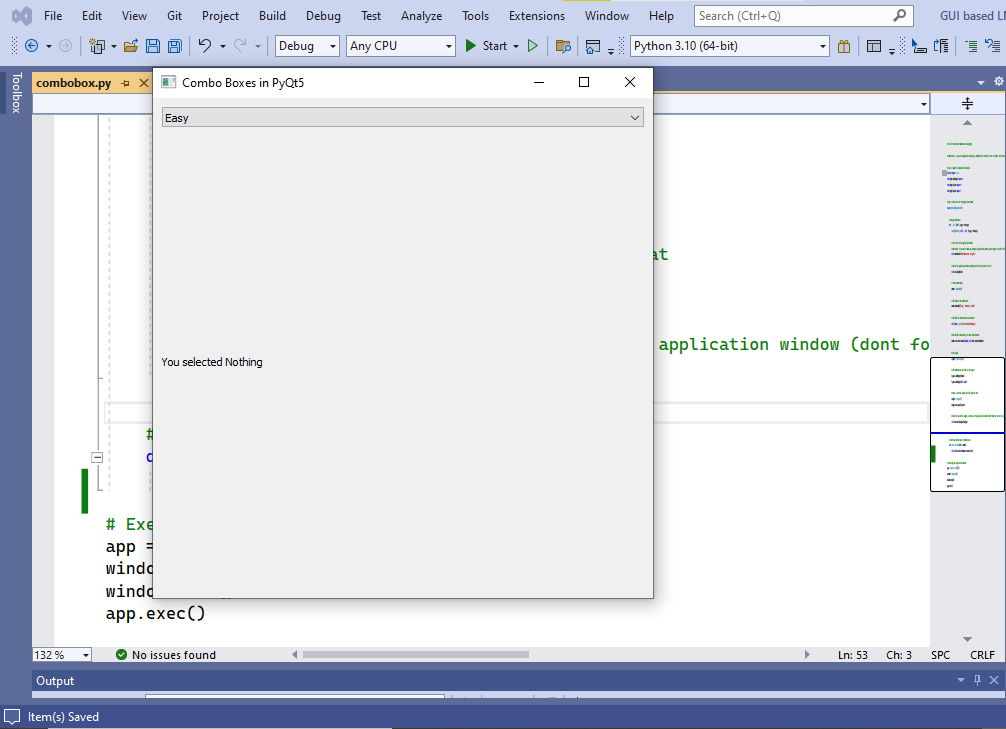 File Edit View Git Project Build Debug Test Analyze Tools Extensions Window Help Search (Ctrl+Q) GUI based
Debug Any CPU Start Python 3.10 (64-bit)
Toolbox
combobox.py
Combo Boxes in PyQt5
Easy
at
application window (dont fo
You selected Nothing
#
d
# Exe
app =
windo
windo
app.exec()
132 % No issues found Ln: 53 Ch: 3 SPC CRLF
Output
Item(s) Saved